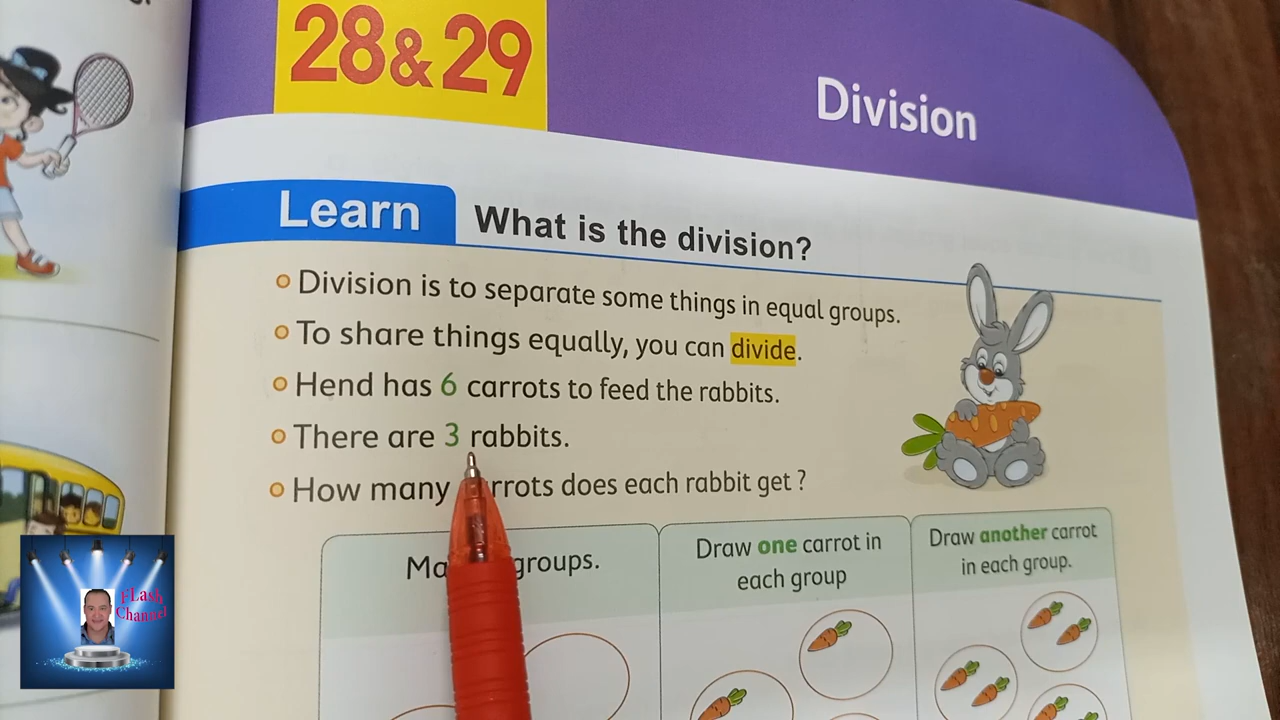 28 & 29
Division
Learn What is the division?
Division is to separate some things in equal groups.
To share things equally, you can divide.
Hend has 6 carrots to feed the rabbits.
There are 3 rabbits.
How many carrots does each rabbit get ?
groups.
Draw one carrot in
each group
Draw another carrot
in each group.
FLash
Channel